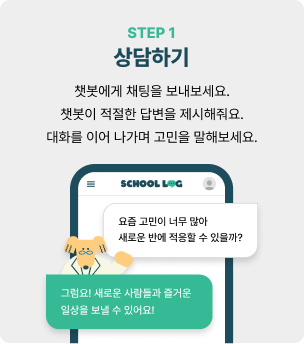 STEP 1
상담하기
챗봇에게 채팅을 보내보세요.
챗봇이 적절한 답변을 제시해줘요.
대화를 이어 나가며 고민을 말해보세요.
SCHOOL LOG
요즘 고민이 너무 많아
새로운 반에 적응할 수 있을까?
그럼요! 새로운 사람들과 즐거운
일상을 보낼 수 있어요!